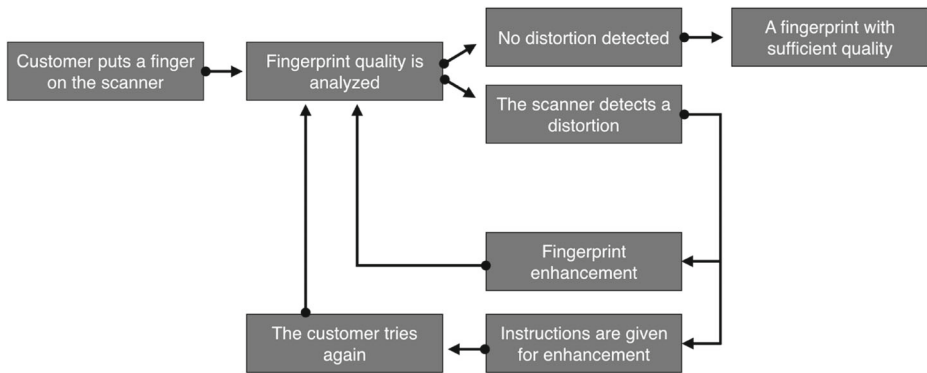 Customer puts a finger
on the scanner
Fingerprint quality is
analyzed
No distortion detected
A fingerprint with
sufficient quality
The scanner detects a
distortion
Fingerprint
enhancement
The customer tries
again
Instructions are given
for enhancement